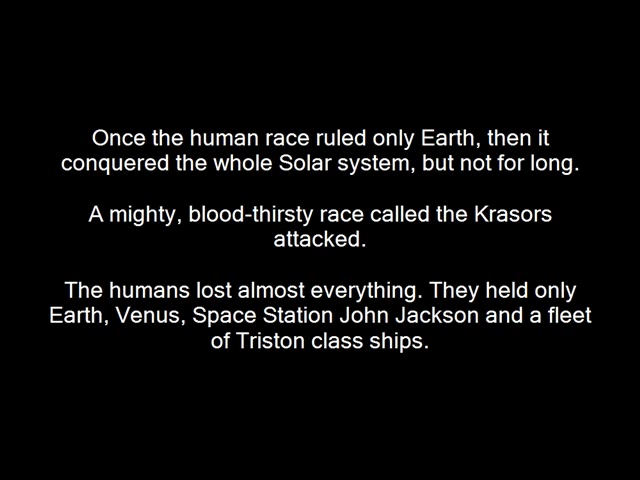 Once the human race ruled only Earth, then it
conquered the whole Solar system, but not for long.
A mighty, blood-thirsty race called the Krasors
attacked.
The humans lost almost everything. They held only
Earth, Venus, Space Station John Jackson and a fleet
of Triston class ships.